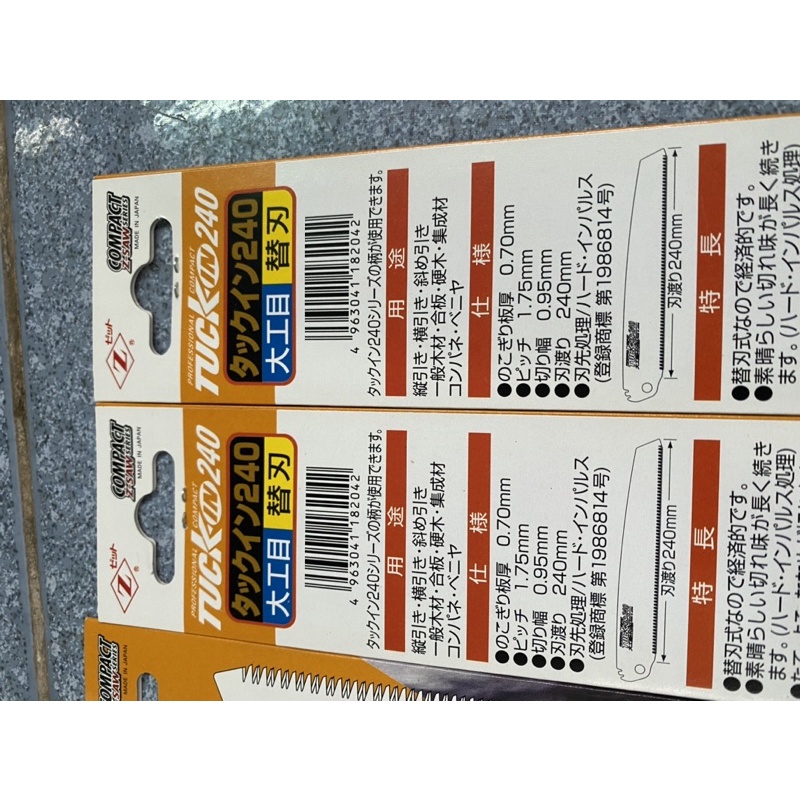 ゼット
Z
®
COMPACT
Z-SAW SERIES
MADE IN JAPAN
PROFESSIONAL COMPACT
TUCK IN 240
タックイン240
大工目 替刃
4 963041 182042
タックイン240シリーズの柄が使用できます。
用途
縦引き・横引き・斜め引き
一般木材・合板・硬木・集成材
コンパネ・ベニヤ
仕様
●のこぎり板厚 0.70mm
●ピッチ 1.75mm
●切り幅 0.95mm
●刃渡り 240mm
●刃先処理/ハード・インパルス
(登録商標 第1986814号)
刃渡り240mm
特長
●替刃式なので経済的です。
●素晴らしい切れ味が長く続き
ます。(ハード・インパルス処理)
ゼット
Z
®
COMPACT
Z-SAW SERIES
MADE IN JAPAN
PROFESSIONAL COMPACT
TUCK IN 240
タックイン240
大工目 替刃
4 963041 182042
タックイン240シリーズの柄が使用できます。
用途
縦引き・横引き・斜め引き
一般木材・合板・硬木・集成材
コンパネ・ベニヤ
仕様
●のこぎり板厚 0.70mm
●ピッチ 1.75mm
●切り幅 0.95mm
●刃渡り 240mm
●刃先処理/ハード・インパルス
(登録商標 第1986814号)
刃渡り240mm
特長
●替刃式なので経済的です。
●素晴らしい切れ味が長く続き
ます。(ハード・インパルス処理)
COMPACT
Z-SAW SERIES
MADE IN JAPAN